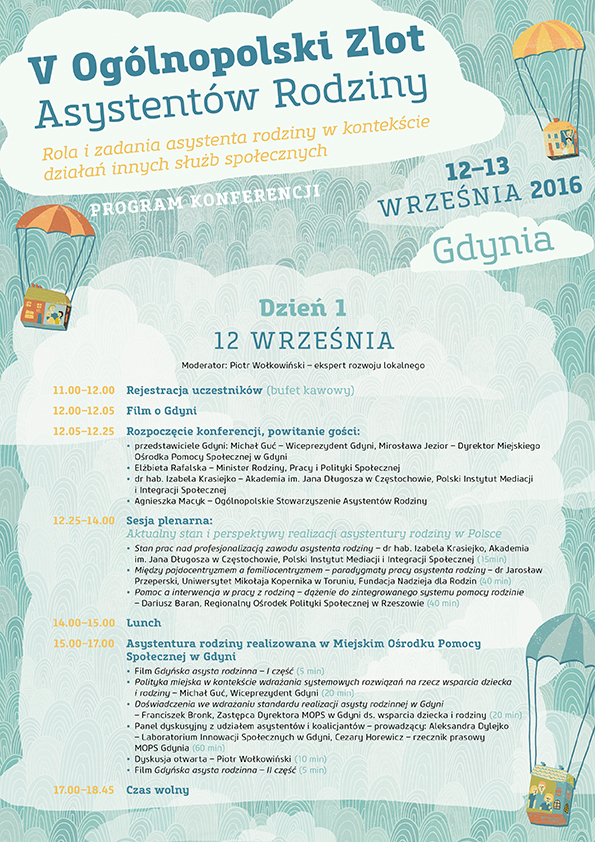 V Ogólnopolski Zlot
Asystentów Rodziny
Rola i zadania asystenta rodziny w kontekście
działań innych służb społecznych
PROGRAM KONFERENCJI
12–13
WRZEŚNIA 2016
Gdynia
Dzień 1
12 WRZEŚNIA
Moderator: Piotr Wołkowiński – ekspert rozwoju lokalnego
11.00–12.00 Rejestracja uczestników (bufet kawowy)
12.00–12.05 Film o Gdyni
12.05–12.25 Rozpoczęcie konferencji, powitanie gości:
• przedstawiciele Gdyni: Michał Guć – Wiceprezydent Gdyni, Mirosława Jezior – Dyrektor Miejskiego
Ośrodka Pomocy Społecznej w Gdyni
• Elżbieta Rafalska – Minister Rodziny, Pracy i Polityki Społecznej
• dr hab. Izabela Krasiejko – Akademia im. Jana Długosza w Częstochowie, Polski Instytut Mediacji
i Integracji Społecznej
• Agnieszka Macyk – Ogólnopolskie Stowarzyszenie Asystentów Rodziny
12.25–14.00 Sesja plenarna:
Aktualny stan i perspektywy realizacji asystentury rodziny w Polsce
• Stan prac nad profesjonalizacją zawodu asystenta rodziny – dr hab. Izabela Krasiejko, Akademia
im. Jana Długosza w Częstochowie, Polski Instytut Mediacji i Integracji Społecznej (15min)
• Między pajdocentryzmem a familiocentryzmem – paradygmaty pracy asystenta rodziny – dr Jarosław
Przeperski, Uniwersytet Mikołaja Kopernika w Toruniu, Fundacja Nadzieja dla Rodzin (40 min)
• Pomoc a interwencja w pracy z rodziną – dążenie do zintegrowanego systemu pomocy rodzinie
– Dariusz Baran, Regionalny Ośrodek Polityki Społecznej w Rzeszowie (40 min)
14.00–15.00 Lunch
15.00–17.00 Asystentura rodziny realizowana w Miejskim Ośrodku Pomocy
Społecznej w Gdyni
• Film Gdyńska asysta rodzinna – I część (5 min)
• Polityka miejska w kontekście wdrażania systemowych rozwiązań na rzecz wsparcia dziecka
i rodziny – Michał Guć, Wiceprezydent Gdyni (20 min)
• Doświadczenia we wdrażaniu standardu realizacji asysty rodzinnej w Gdyni
– Franciszek Bronk, Zastępca Dyrektora MOPS w Gdyni ds. wsparcia dziecka i rodziny (20 min)
• Panel dyskusyjny z udziałem asystentów i koalicjantów – prowadzący: Aleksandra Dylejko
– Laboratorium Innowacji Społecznych w Gdyni, Cezary Horewicz – rzecznik prasowy
MOPS Gdynia (60 min)
• Dyskusja otwarta – Piotr Wołkowiński (10 min)
• Film Gdyńska asysta rodzinna – II część (5 min)
17.00–18.45 Czas wolny